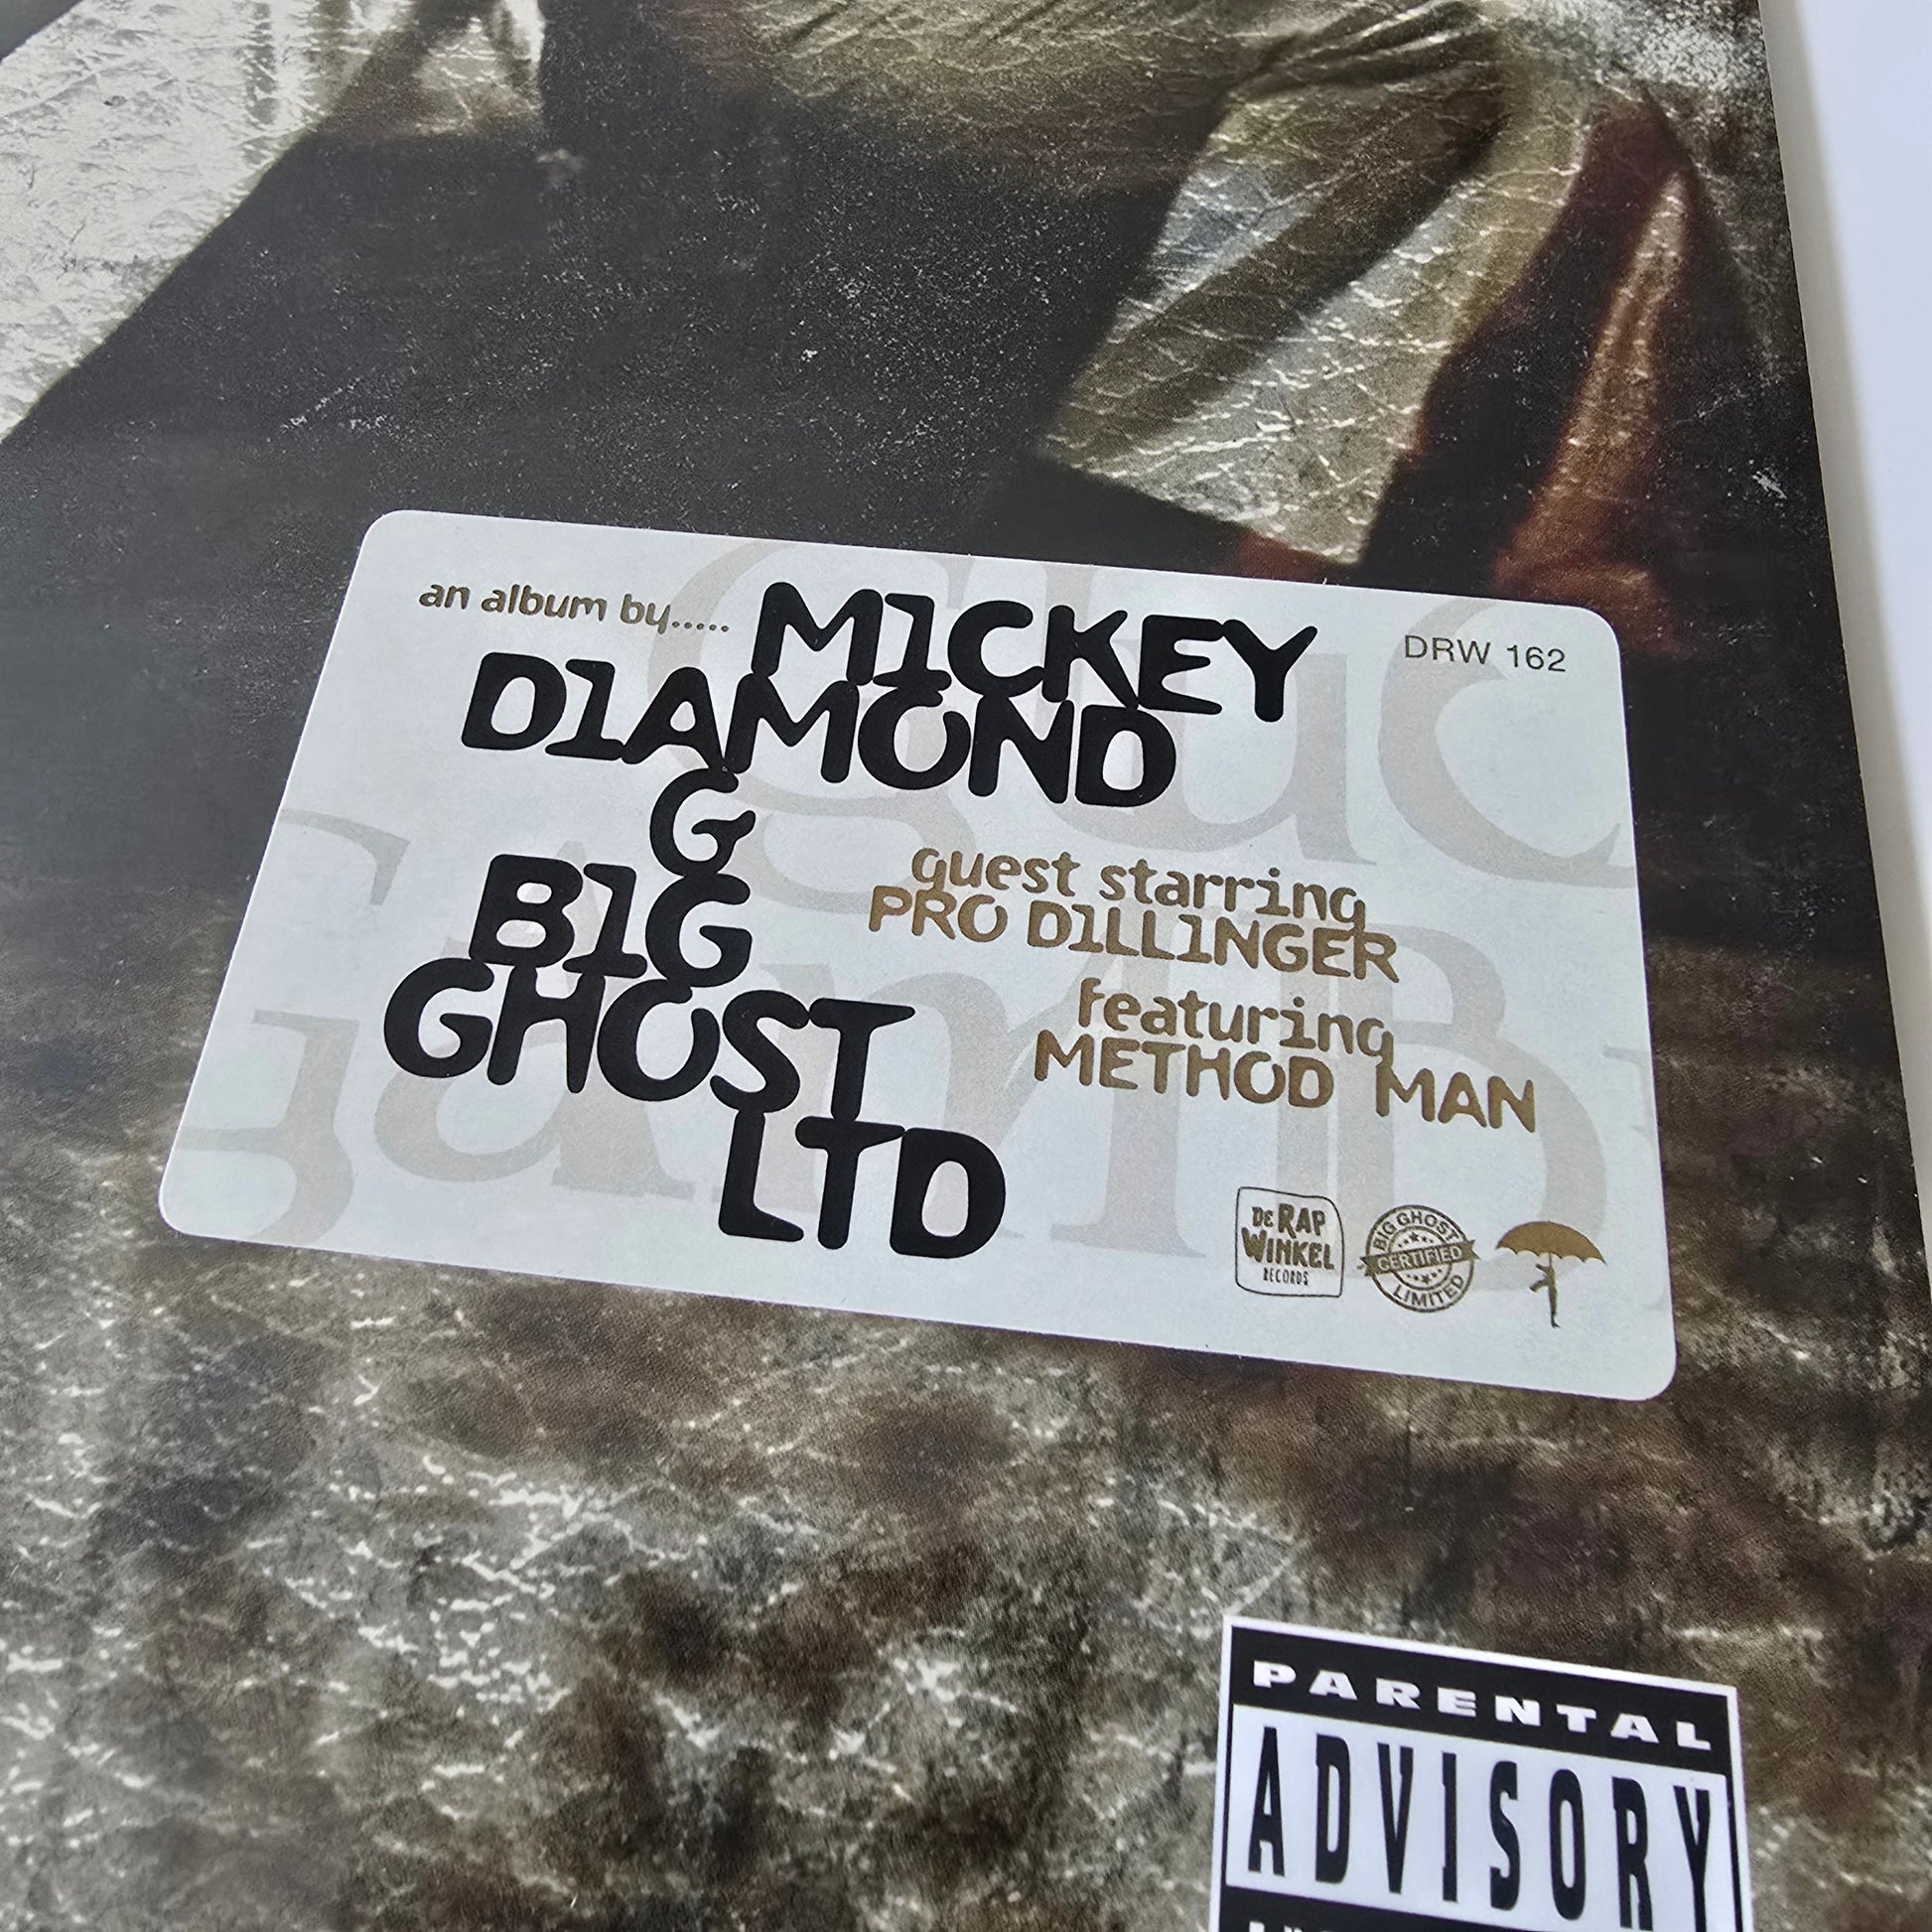 an album by..... M1CKEY
D1AMOND
G
B1G
GHOST
LTD
DRW 162
guest starring
PRO D1LL1NGER
featuring
METHOD MAN
DE RAP
WINKEL
RECORDS
BIG GHOST
CERTIFIED
LIMITED
PARENTAL
ADVISORY